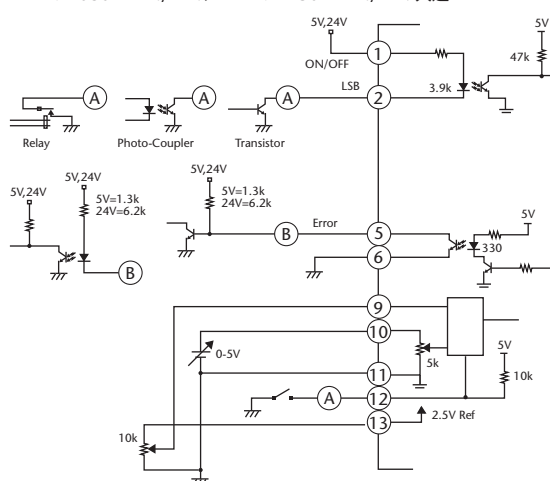 5V,24V
5V
1
ON/OFF
47k
A
A
A
LSB
2
3.9k
Relay
Photo-Coupler
Transistor
5V,24V
5V,24V
5V,24V
5V=1.3k
24V=6.2k
5V=1.3k
24V=6.2k
B
Error
5
5V
6
330
B
9
10
0-5V
5k
5V
11
10k
A
12
13
2.5V Ref
10k